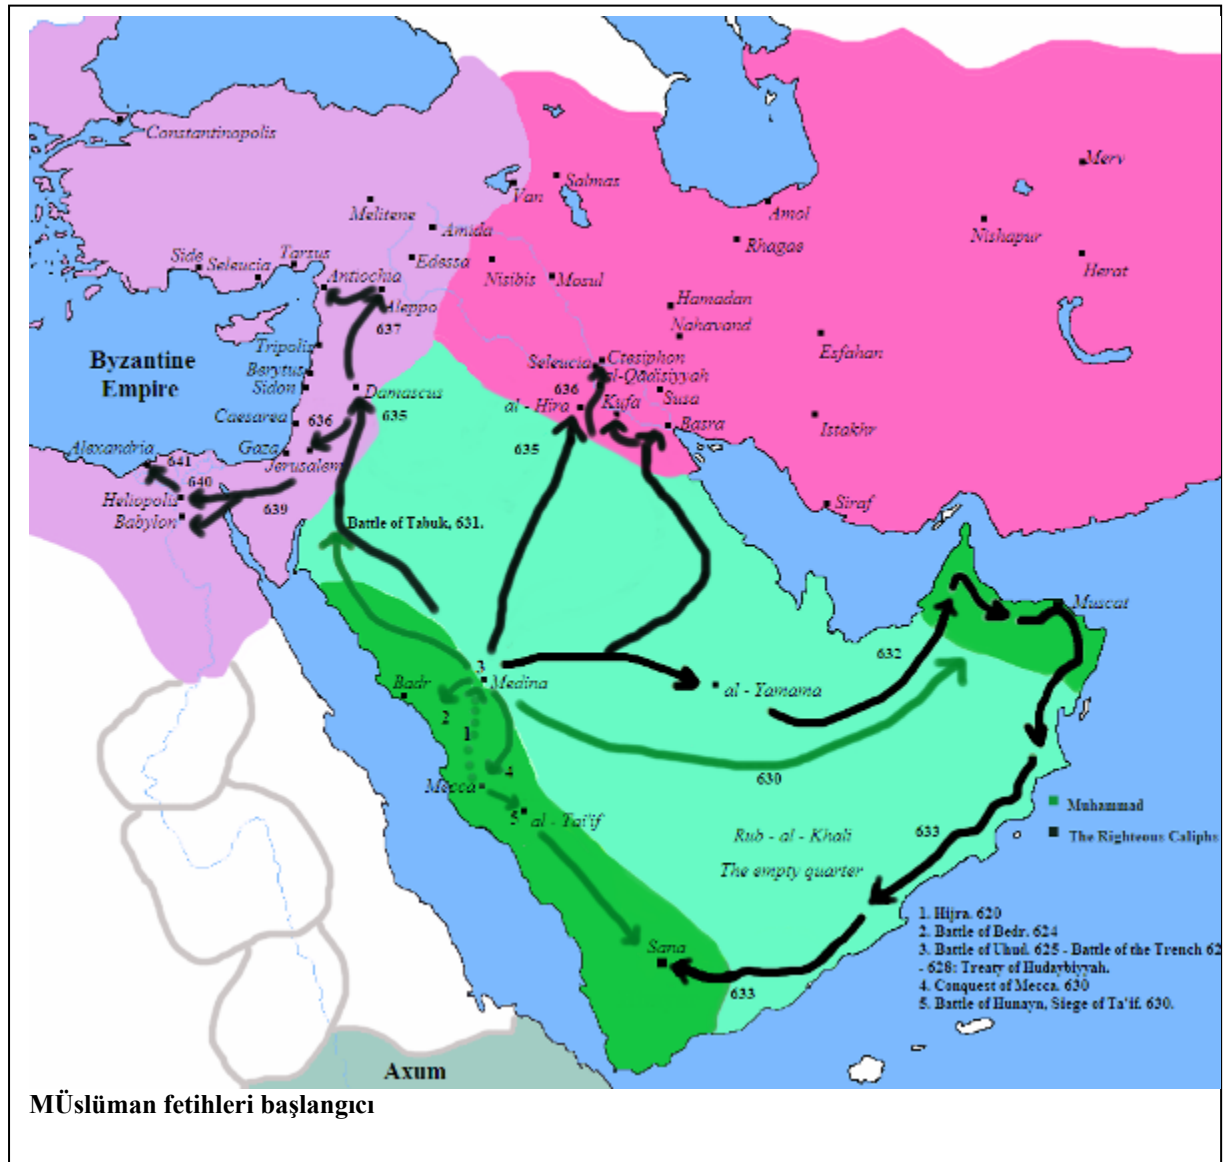 Constantinopolis
Merv
Salmas
Van
Melitene
Amol
Amida
Rhagae
Nishapur
Side
Seleucia
Tarsus
Edessa
Antiochia
Nisibis
Mosul
Herat
Aleppo
Hamadan
637
Nahavand
Tripolis
Esfahan
Byzantine
Empire
Berytus
Sidon
Damascus
Seleucia
Ctesiphon
al-Qadisiyyah
636
Susa
al - Hira
Kufa
Caesarea
636
635
Basra
Istakhr
Alexandria
641
Gaza
Jerusalem
635
640
Heliopolis
639
Babylon
Siraf
Battle of Tabuk, 631.
Muscat
632
3
Medina
Badr
al - Yamama
2
1
4
630
Mecca
5
al - Tai'if
Muhammad
633
Rub - al - Khali
The Righteous Caliphs
The empty quarter
1. Hijra. 620
2. Battle of Bedr. 624
3. Battle of Uhud. 625 - Battle of the Trench 62
- 628: Treaty of Hudaybiyyah.
4. Conquest of Mecca. 630
5. Battle of Hunayn, Siege of Ta'if. 630.
Sana
633
Axum
MÜslüman fetihleri başlangıcı